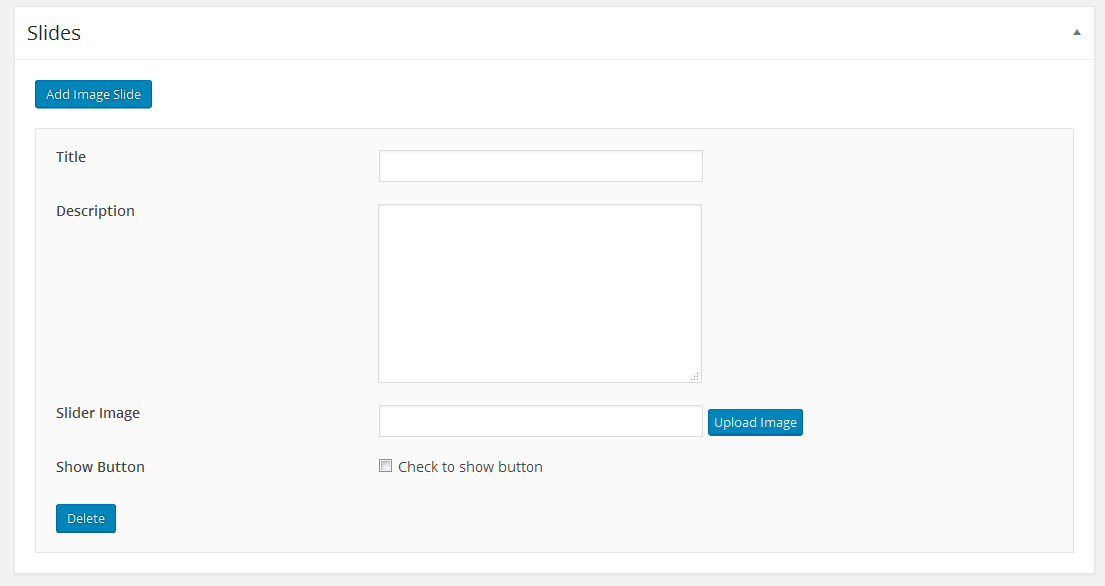 Slides
Add Image Slide
Title
Description
Slider Image
Upload Image
Show Button
Check to show button
Delete